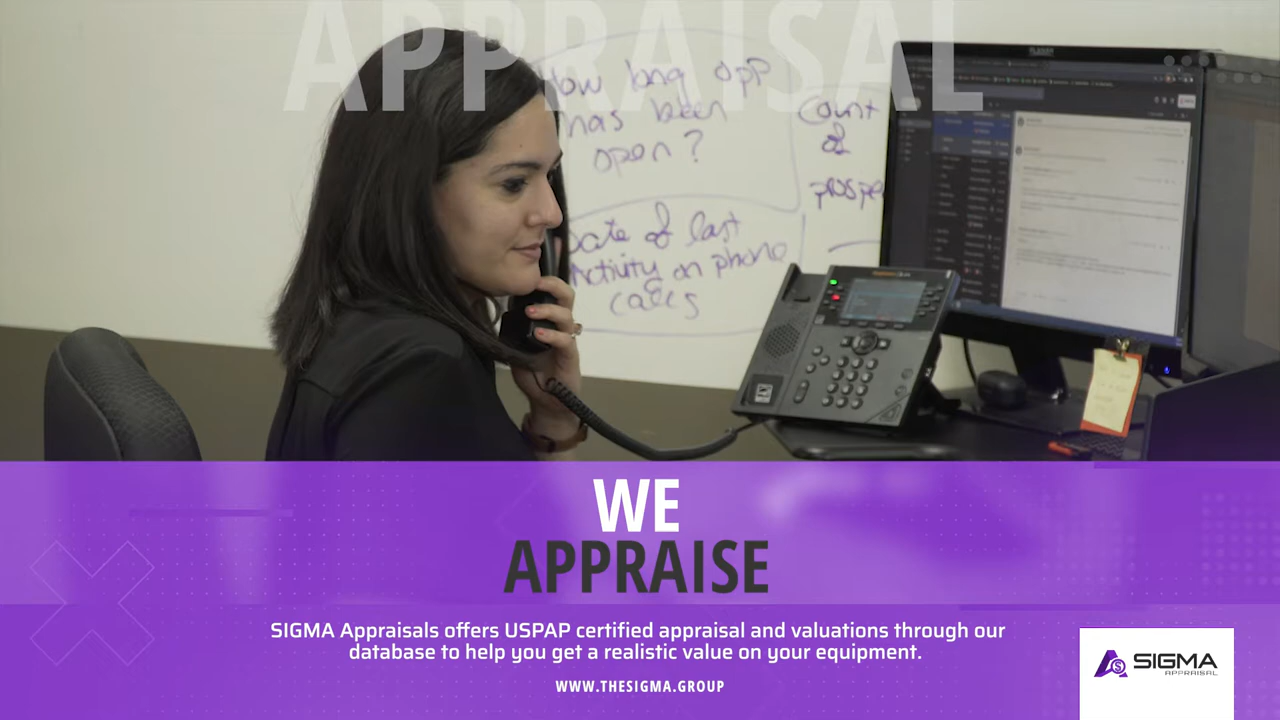 APPRAISAL
How long opp
has been
open?
Count
of
prospe
Date of last
Activity on phone
calls
WE
APPRAISE
SIGMA Appraisals offers USPAP certified appraisal and valuations through our
database to help you get a realistic value on your equipment.
WWW.THESIGMA.GROUP
SIGMA
APPRAISAL